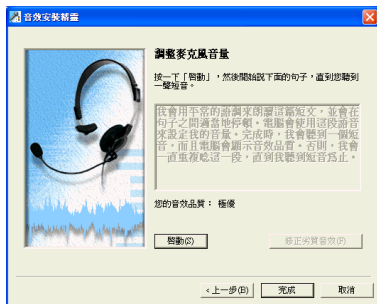 音效安裝精靈
調整麥克風音量
按一下「啟動」，然後開始說下面的句子，直到您聽到
一聲短音。
我會用平常的語調來朗讀這篇短文，並會在
句子之間適當地停頓。電腦會使用這段語音
來設定我的音量。完成時，我會聽到一個短
音，而且電腦會顯示音效品質。否則，我會
一直重複唸這一段，直到我聽到短音為止。
您的音效品質： 極優
啟動(S)
修正劣質音效(F)
<上一步(B)
完成
取消